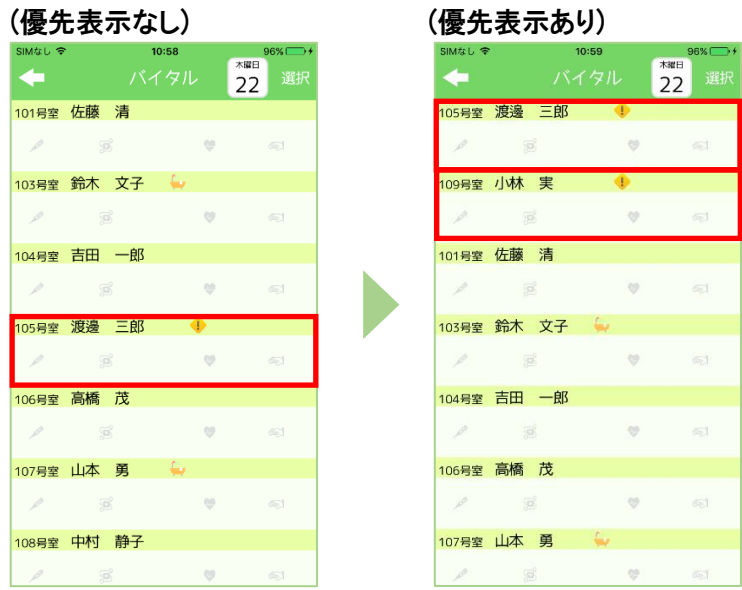 (優先表示なし)
SIMなし 10:58 96%
バイタル 木曜日 22 選択
101号室 佐藤 清
103号室 鈴木 文子
104号室 吉田 一郎
105号室 渡邊 三郎
106号室 高橋 茂
107号室 山本 勇
108号室 中村 静子
(優先表示あり)
SIMなし 10:59 96%
バイタル 木曜日 22 選択
105号室 渡邊 三郎
109号室 小林 実
101号室 佐藤 清
103号室 鈴木 文子
104号室 吉田 一郎
106号室 高橋 茂
107号室 山本 勇